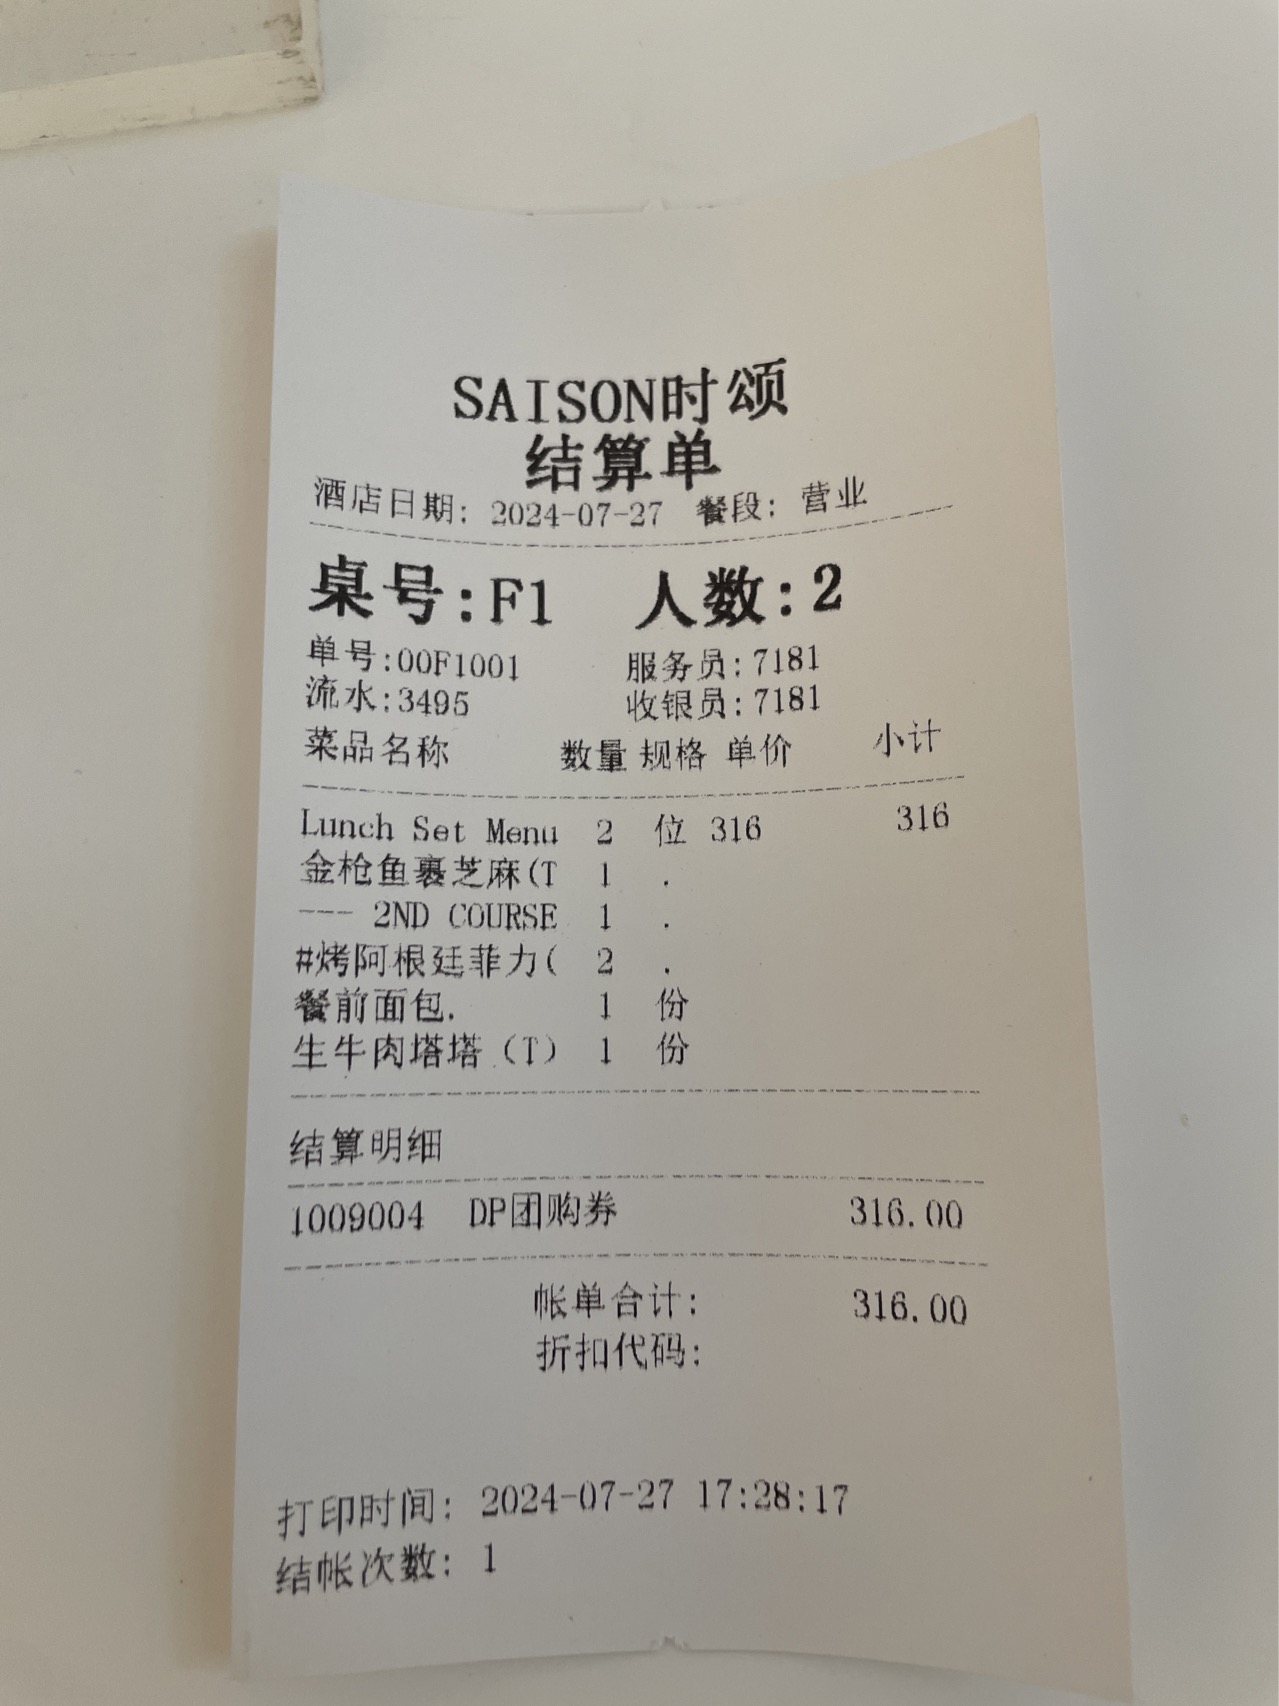 SAISON时颂
结算单
酒店日期: 2024-07-27 餐段: 营业
桌号:F1 人数:2
单号:00F1001 服务员:7181
流水:3495 收银员:7181
菜品名称 数量 规格 单价 小计
Lunch Set Menu 2 位 316 316
金枪鱼裹芝麻(T 1 .
--- 2ND COURSE 1 .
#烤阿根廷菲力( 2 .
餐前面包. 1 份
生牛肉塔塔 (T) 1 份
结算明细
1009004 DP团购券 316.00
帐单合计: 316.00
折扣代码:
打印时间: 2024-07-27 17:28:17
结帐次数: 1